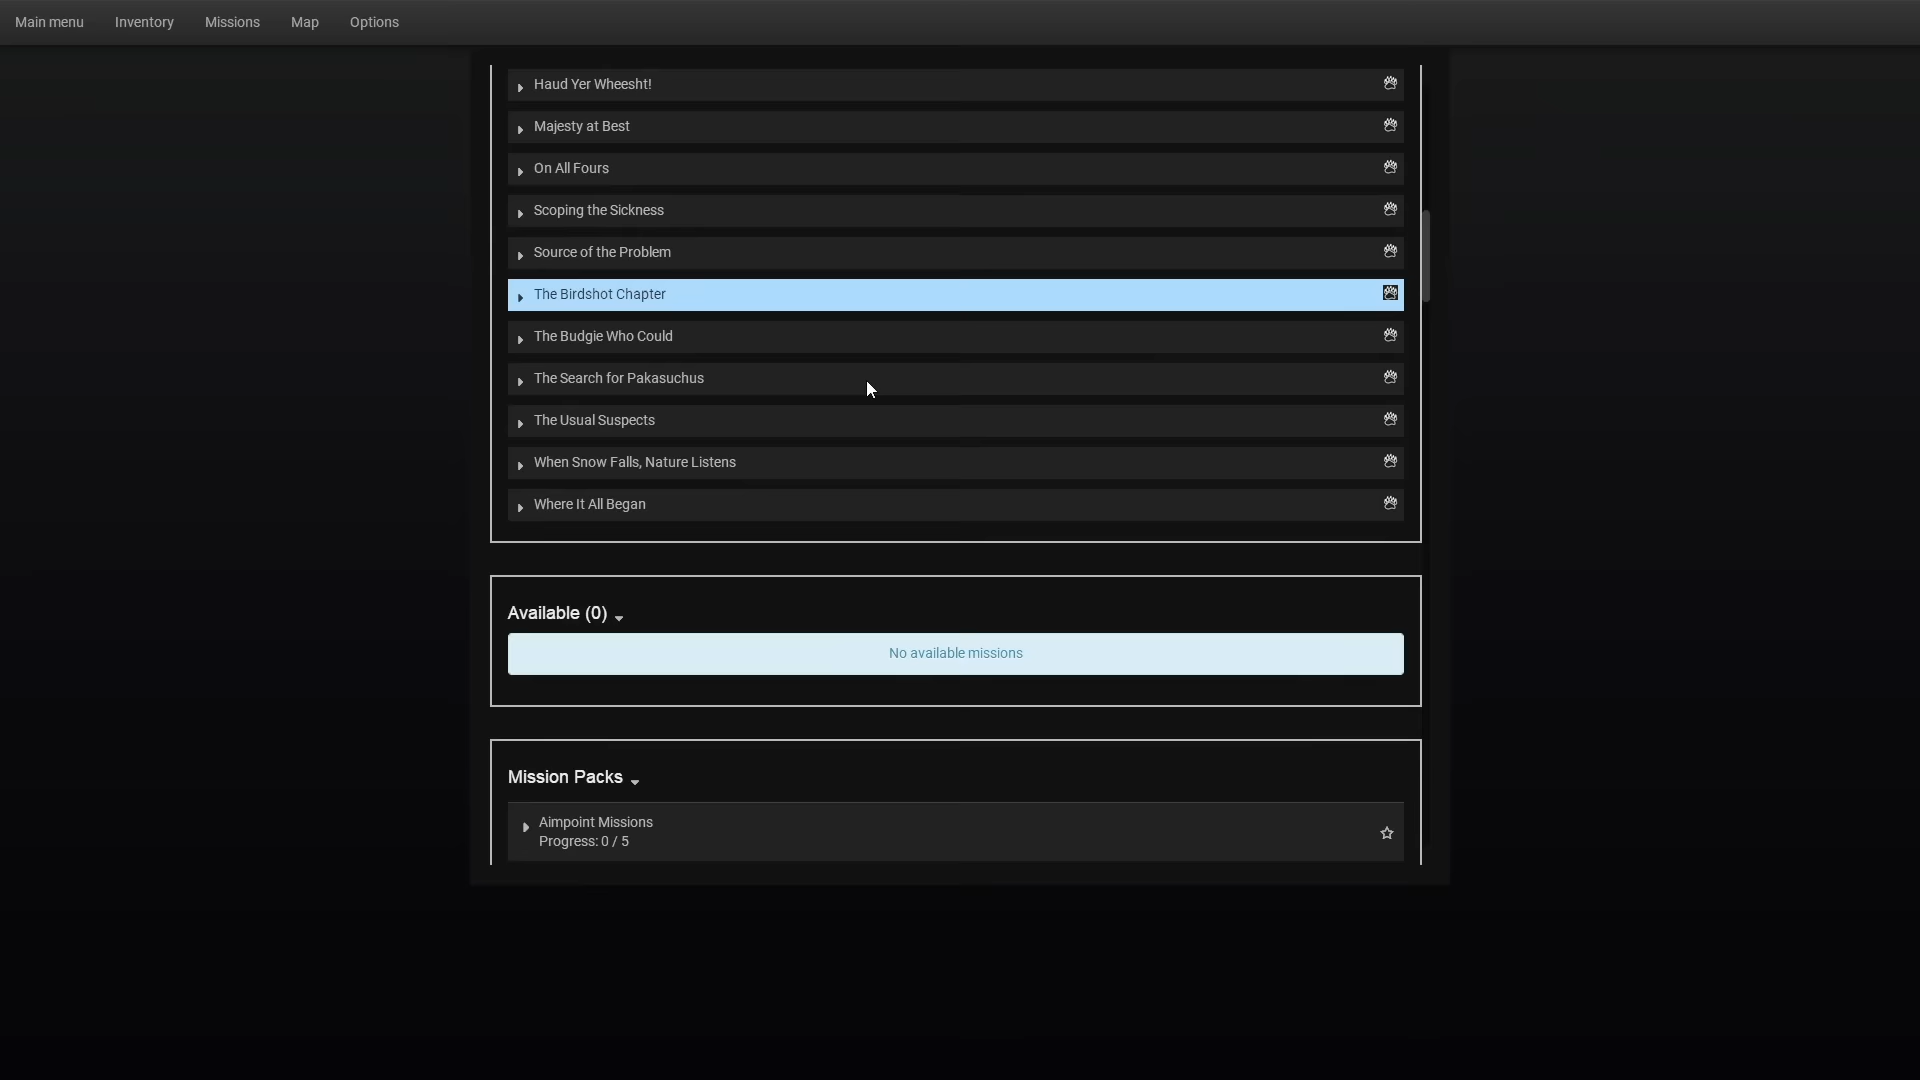 Main menu
Inventory
Missions
Map
Options
Haud Yer Wheesht!
Majesty at Best
On All Fours
Scoping the Sickness
Source of the Problem
The Birdshot Chapter
The Budgie Who Could
The Search for Pakasuchus
The Usual Suspects
When Snow Falls, Nature Listens
Where It All Began
Available (0)
No available missions
Mission Packs
Aimpoint Missions
Progress: 0 / 5